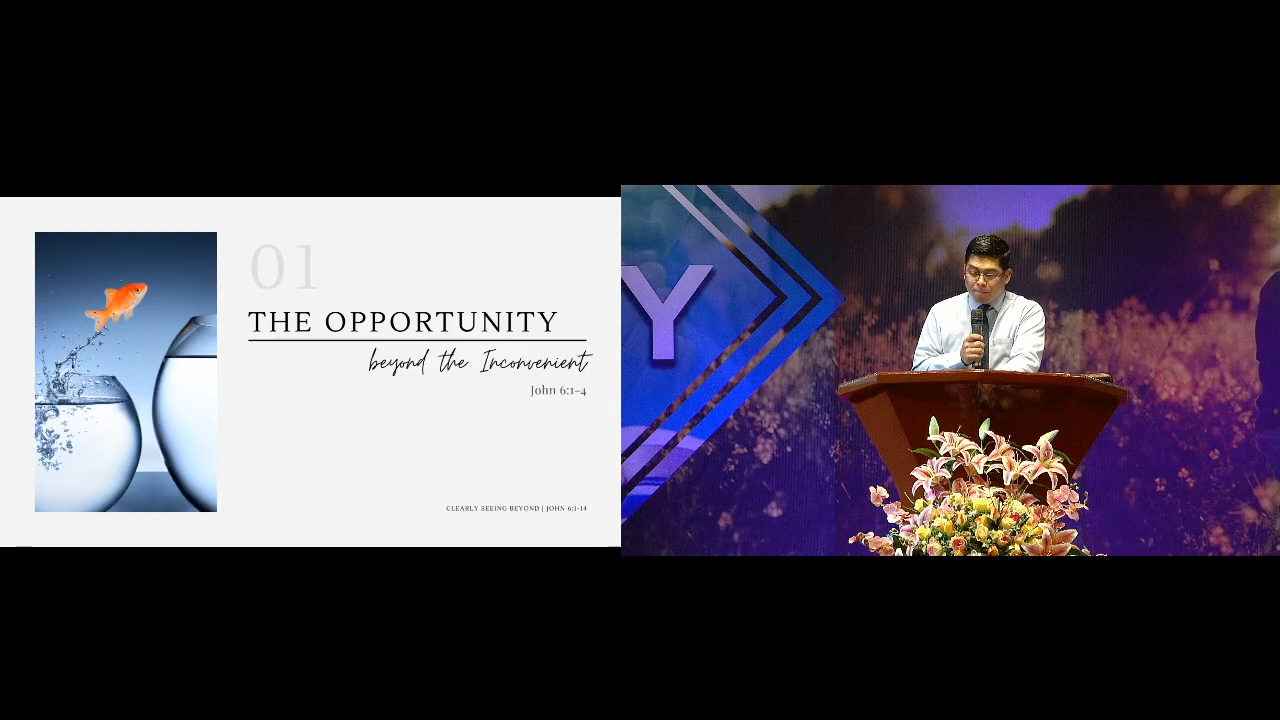 01
THE OPPORTUNITY
beyond the Inconvenient
John 6:1-4
CLEARLY SEEING BEYOND | JOHN 6:1-14
Y